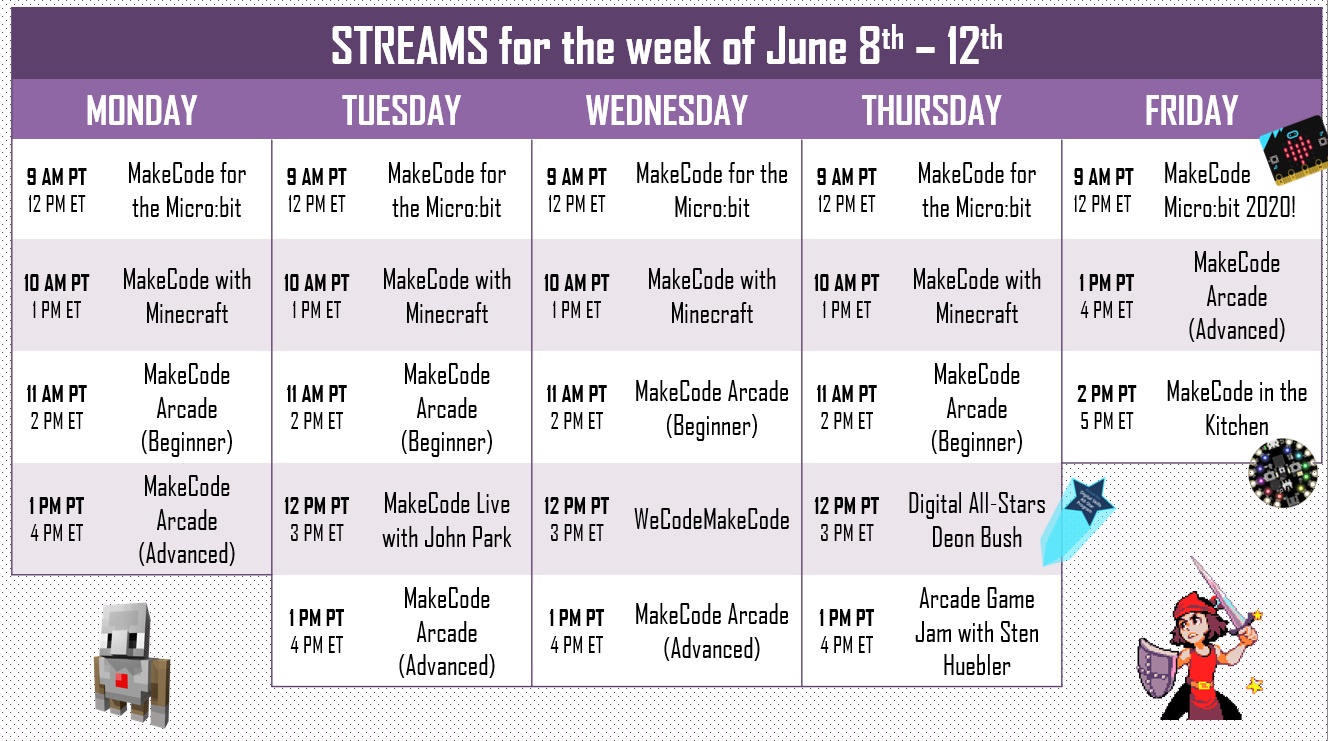 STREAMS for the week of June 8th – 12th
MONDAY
TUESDAY
WEDNESDAY
THURSDAY
FRIDAY
9 AM PT
12 PM ET
MakeCode for
the Micro:bit
9 AM PT
12 PM ET
MakeCode for
the Micro:bit
9 AM PT
12 PM ET
MakeCode for the
Micro:bit
9 AM PT
12 PM ET
MakeCode for
the Micro:bit
9 AM PT
12 PM ET
MakeCode
Micro:bit 2020!
10 AM PT
1 PM ET
MakeCode with
Minecraft
10 AM PT
1 PM ET
MakeCode with
Minecraft
10 AM PT
1 PM ET
MakeCode with
Minecraft
10 AM PT
1 PM ET
MakeCode with
Minecraft
1 PM PT
4 PM ET
MakeCode
Arcade
(Advanced)
11 AM PT
2 PM ET
MakeCode
Arcade
(Beginner)
11 AM PT
2 PM ET
MakeCode
Arcade
(Beginner)
11 AM PT
2 PM ET
MakeCode Arcade
(Beginner)
11 AM PT
2 PM ET
MakeCode
Arcade
(Beginner)
2 PM PT
5 PM ET
MakeCode in the
Kitchen
1 PM PT
4 PM ET
MakeCode
Arcade
(Advanced)
12 PM PT
3 PM ET
MakeCode Live
with John Park
12 PM PT
3 PM ET
WeCodeMakeCode
12 PM PT
3 PM ET
Digital All-Stars
Deon Bush
1 PM PT
4 PM ET
MakeCode
Arcade
(Advanced)
1 PM PT
4 PM ET
MakeCode Arcade
(Advanced)
1 PM PT
4 PM ET
Arcade Game
Jam with Sten
Huebler